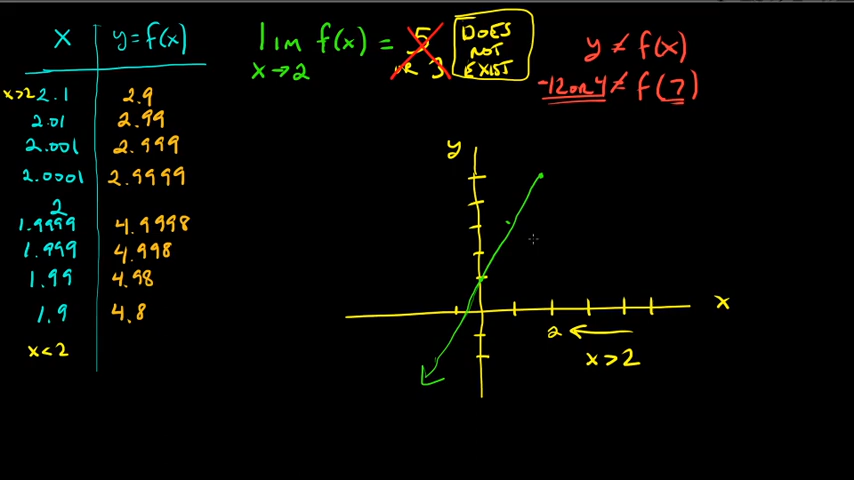 x y=f(x)
x>2 2.1 2.9
2.01 2.99
2.001 2.999
2.0001 2.9999
2
1.9999 4.9998
1.999 4.998
1.99 4.98
1.9 4.8
x<2
lim f(x) = 5
x→2 or 3
DOES
NOT
EXIST
y ≠ f(x)
-12 or 4 ≠ f(7)
y
x
2
x>2